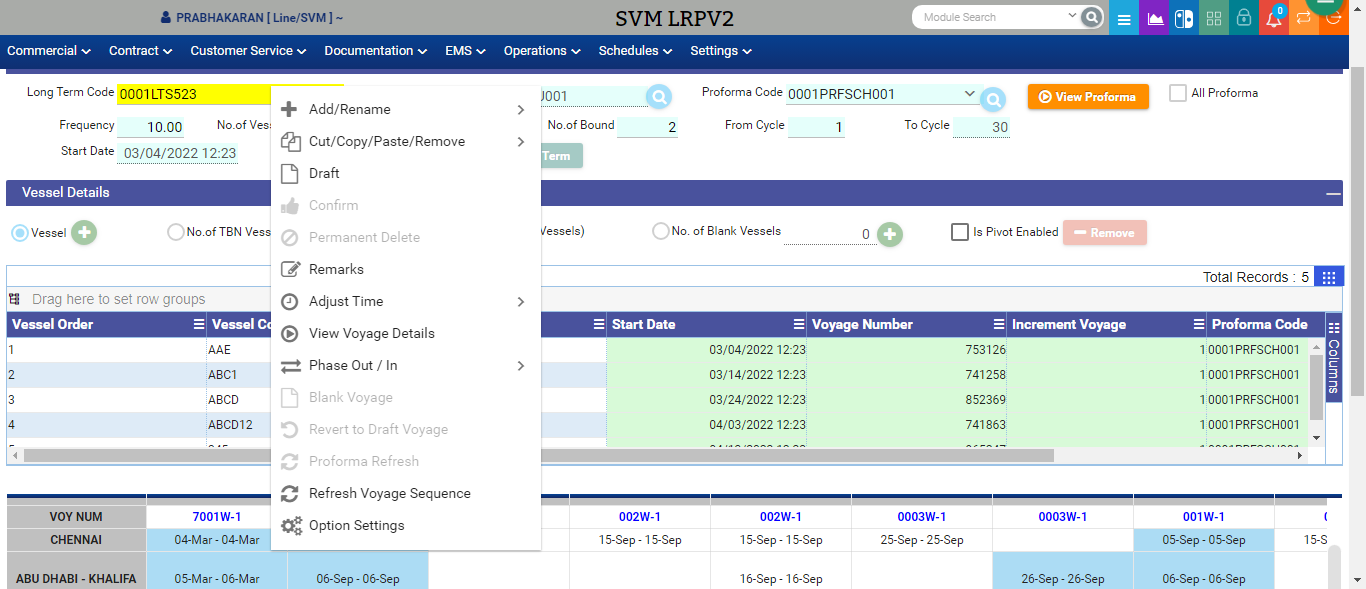 PRABHAKARAN [ Line/SVM ] ~
SVM LRPV2
Module Search
0
Commercial Contract Customer Service Documentation EMS Operations Schedules Settings
Long Term Code 0001LTS523
J001
Proforma Code 0001PRFSCH001
View Proforma
All Proforma
Frequency 10.00
No.of Vess
No.of Bound 2
From Cycle 1
To Cycle 30
Start Date 03/04/2022 12:23
Term
Vessel Details
Vessel
No.of TBN Vess
Vessels)
No. of Blank Vessels 0
Is Pivot Enabled
Remove
Add/Rename
Cut/Copy/Paste/Remove
Draft
Confirm
Permanent Delete
Remarks
Adjust Time
View Voyage Details
Phase Out / In
Blank Voyage
Revert to Draft Voyage
Proforma Refresh
Refresh Voyage Sequence
Option Settings
Total Records : 5
Drag here to set row groups
Vessel Order Vessel Co Start Date Voyage Number Increment Voyage Proforma Code
1 AAE 03/04/2022 12:23 753126 1 0001PRFSCH001
2 ABC1 03/14/2022 12:23 741258 1 0001PRFSCH001
3 ABCD 03/24/2022 12:23 852369 1 0001PRFSCH001
4 ABCD12 04/03/2022 12:23 741863 1 0001PRFSCH001
Columns
VOY NUM 7001W-1 002W-1 002W-1 0003W-1 0003W-1 001W-1
CHENNAI 04-Mar - 04-Mar 15-Sep - 15-Sep 15-Sep - 15-Sep 25-Sep - 25-Sep 05-Sep - 05-Sep 15-S
ABU DHABI - KHALIFA 05-Mar - 06-Mar 06-Sep - 06-Sep 16-Sep - 16-Sep 26-Sep - 26-Sep 06-Sep - 06-Sep